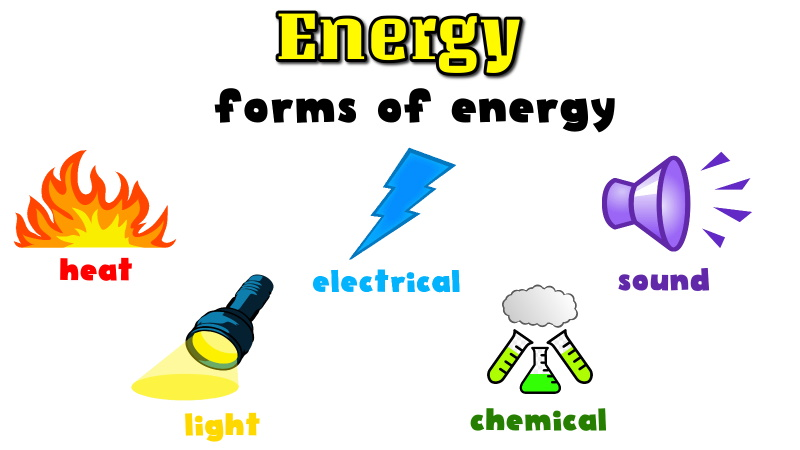 Energy
forms of energy
heat
electrical
sound
light
chemical